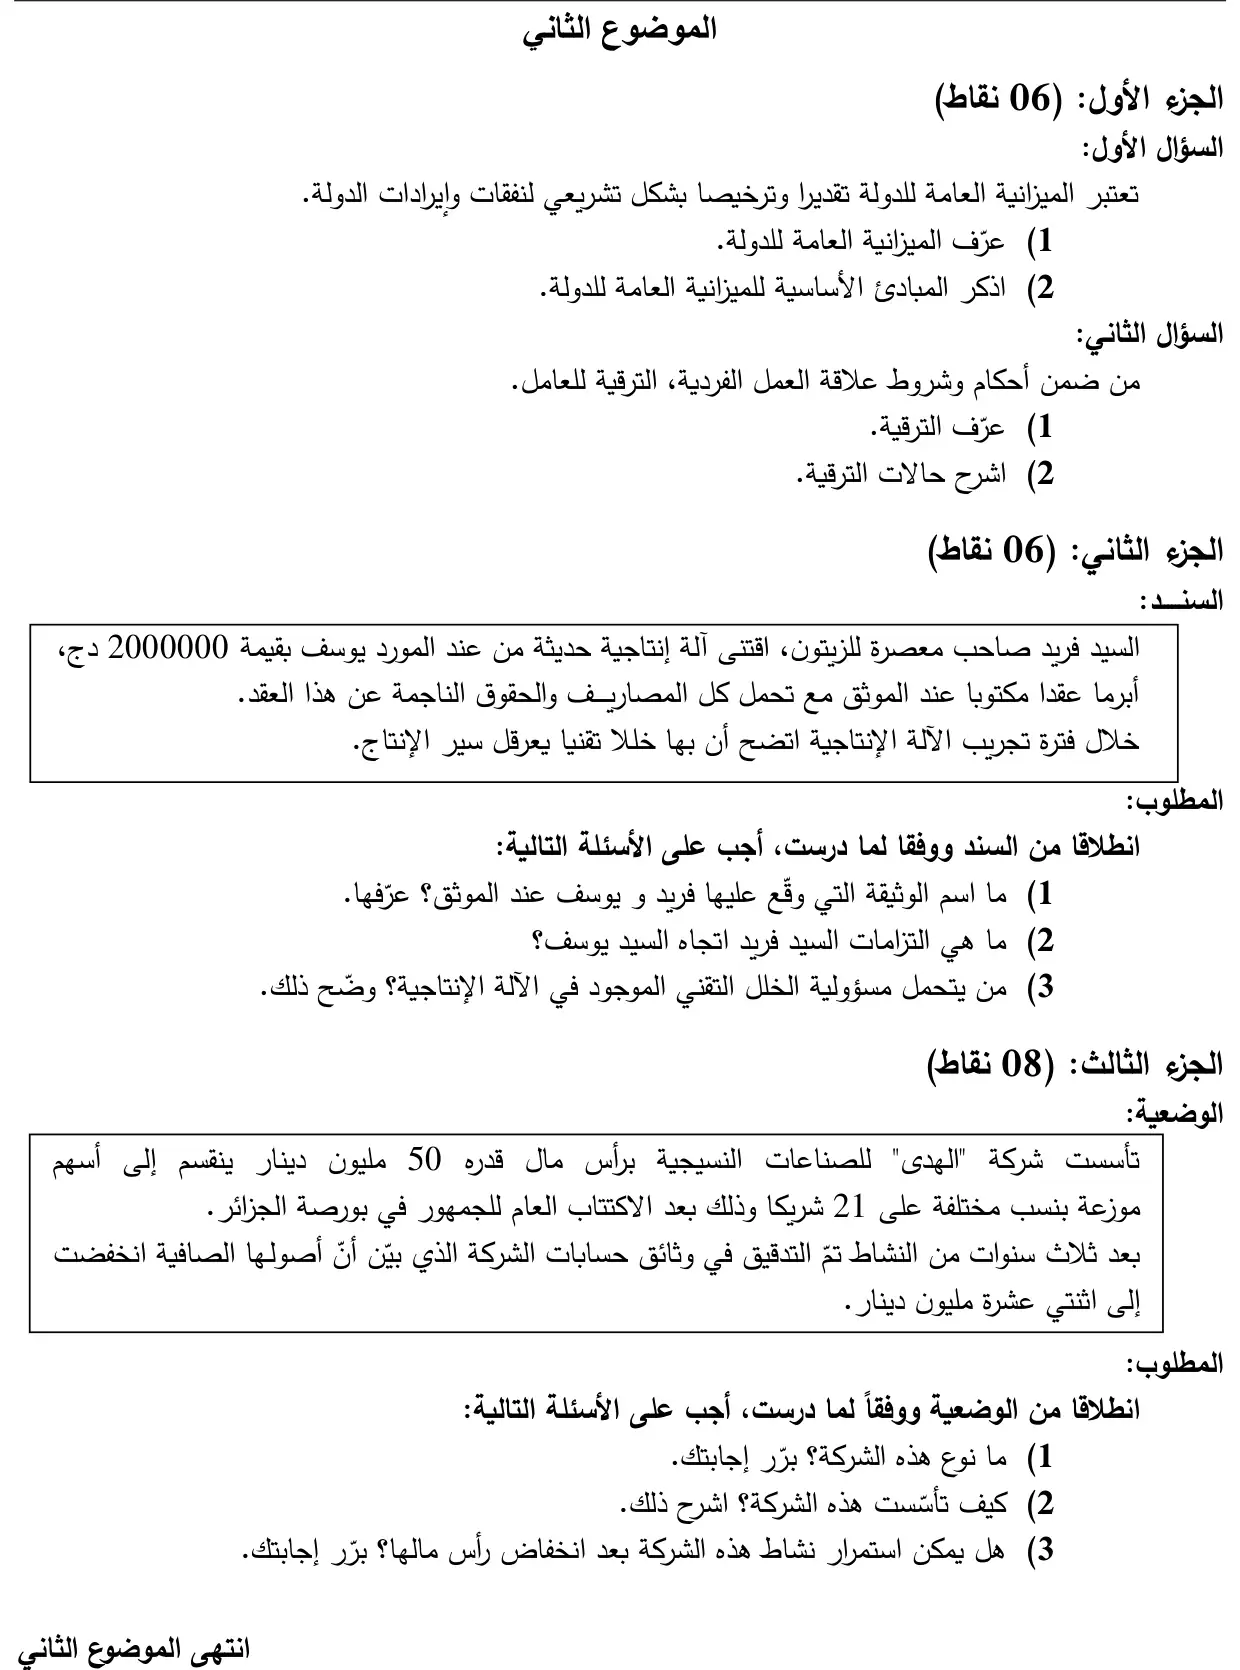 الموضوع الثاني
الجزء الأول: (06 نقاط)
السؤال الأول:
تعتبر الميزانية العامة للدولة تقديرا وترخيصا بشكل تشريعي لنفقات وإيرادات الدولة.
1) عرّف الميزانية العامة للدولة.
2) اذكر المبادئ الأساسية للميزانية العامة للدولة.
السؤال الثاني:
من ضمن أحكام وشروط علاقة العمل الفردية، الترقية للعامل.
1) عرّف الترقية.
2) اشرح حالات الترقية.
الجزء الثاني: (06 نقاط)
السنــد:
السيد فريد صاحب معصرة للزيتون، اقتنى آلة إنتاجية حديثة من عند المورد يوسف بقيمة 2000000 دج،
أبرما عقدا مكتوبا عند الموثق مع تحمل كل المصاريــف والحقوق الناجمة عن هذا العقد.
خلال فترة تجريب الآلة الإنتاجية اتضح أن بها خللا تقنيا يعرقل سير الإنتاج.
المطلوب:
انطلاقا من السند ووفقا لما درست، أجب على الأسئلة التالية:
1) ما اسم الوثيقة التي وقّع عليها فريد و يوسف عند الموثق؟ عرّفها.
2) ما هي التزامات السيد فريد اتجاه السيد يوسف؟
3) من يتحمل مسؤولية الخلل التقني الموجود في الآلة الإنتاجية؟ وضّح ذلك.
الجزء الثالث: (08 نقاط)
الوضعية:
تأسست شركة "الهدى" للصناعات النسيجية برأس مال قدره 50 مليون دينار ينقسم إلى أسهم
موزعة بنسب مختلفة على 21 شريكا وذلك بعد الاكتتاب العام للجمهور في بورصة الجزائر.
بعد ثلاث سنوات من النشاط تمّ التدقيق في وثائق حسابات الشركة الذي بيّن أنّ أصولها الصافية انخفضت
إلى اثنتي عشرة مليون دينار.
المطلوب:
انطلاقا من الوضعية ووفقاً لما درست، أجب على الأسئلة التالية:
1) ما نوع هذه الشركة؟ برّر إجابتك.
2) كيف تأسّست هذه الشركة؟ اشرح ذلك.
3) هل يمكن استمرار نشاط هذه الشركة بعد انخفاض رأس مالها؟ برّر إجابتك.
انتهى الموضوع الثاني